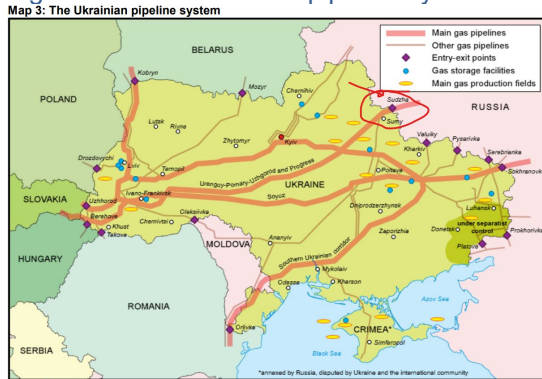 Map 3: The Ukrainian pipeline system
Main gas pipelines
Other gas pipelines
Entry-exit points
Gas storage facilities
Main gas production fields
BELARUS
Kobryn
Mozyr
POLAND
Chernihiv
Sudzha
Sumy
RUSSIA
Lutsk
Rivne
Zhytomyr
Kyiv
Valuiky
Pyzarivka
Serebrianka
Sokhranovka
Kharkiv
Drozdovychi
Lviv
Ternopil
Urengoy-Pomary-Uzhgorod and Progress
Poltava
SLOVAKIA
Uzhhorod
Ivano-Frankivsk
Soyuz
UKRAINE
Luhansk
Berehove
Khust
Chernivtsi
Oleksiivka
Dniprodzerzhynsk
under separatist
control
Tekove
Donetsk
Prokhorivka
HUNGARY
MOLDOVA
Ananyiv
Zaporizhia
Platovo
Southern Ukrainian corridor
Mykolaiv
Odessa
Kherson
ROMANIA
Orlivka
Azov Sea
CRIMEA*
SERBIA
Black Sea
Simferopol
*annexed by Russia, disputed by Ukraine and the international community